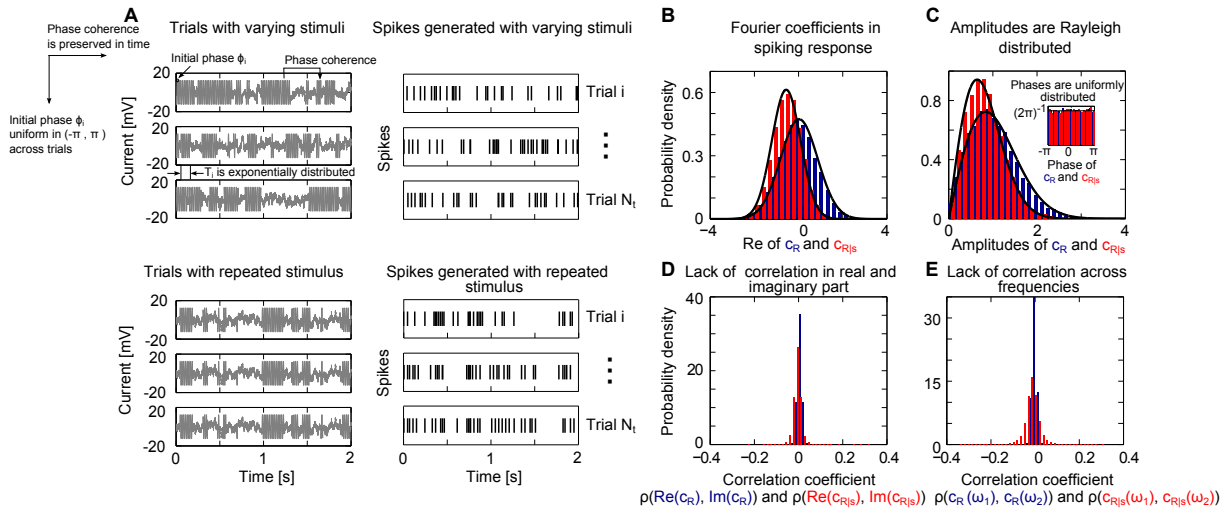 A
Phase coherence
is preserved in time
Initial phase ϕi
uniform in (-π , π )
across trials
Trials with varying stimuli
Initial phase ϕi
Phase coherence
20
-20
20
-20
Ti is exponentially distributed
20
-20
Current [mV]
Spikes generated with varying stimuli
Trial i
Trial Nt
Spikes
0
1
2
Trials with repeated stimulus
20
-20
20
-20
20
-20
Current [mV]
0
1
2
Time [s]
Spikes generated with repeated
stimulus
Trial i
Trial Nt
Spikes
0
1
2
Time [s]
B
Fourier coefficients in
spiking response
Probability density
0.6
0.3
0
−4
0
4
Re of cR and cR|s
C
Amplitudes are Rayleigh
distributed
Phases are uniformly
distributed
(2π)-1
-π 0 π
Phase of
cR and cR|s
0.8
0.4
0
0
2
4
Amplitudes of cR and cR|s
D
Lack of correlation in real and
imaginary part
Probability density
40
26
15
0
−0.4
−0.2
0
0.2
0.4
Correlation coefficient
ρ(Re(cR), Im(cR)) and ρ(Re(cR|s), Im(cR|s))
E
Lack of correlation across
frequencies
30
15
0
−0.4
−0.2
0
0.2
0.4
Correlation coefficient
ρ(cR (ω1), cR(ω2)) and ρ(cR|s(ω1), cR|s(ω2))